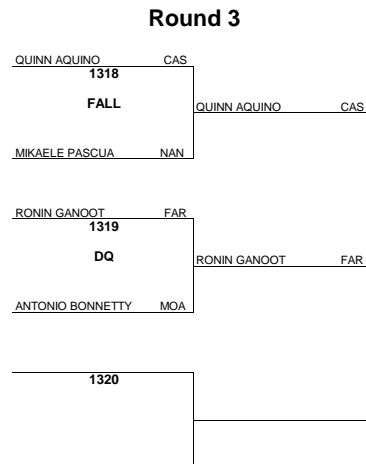 Round 3
QUINN AQUINO CAS
1318
FALL
QUINN AQUINO CAS
MIKAELE PASCUA NAN
RONIN GANOOT FAR
1319
DQ
RONIN GANOOT FAR
ANTONIO BONNETTY MOA
1320